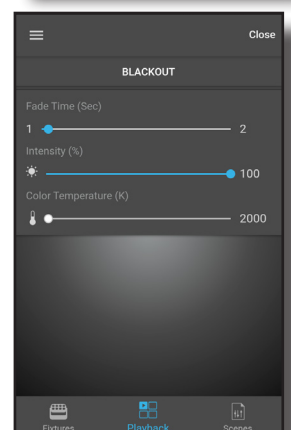 Close
BLACKOUT
Fade Time (Sec)
1 2
Intensity (%)
100
Color Temperature (K)
2000
Fixtures Playback Scenes